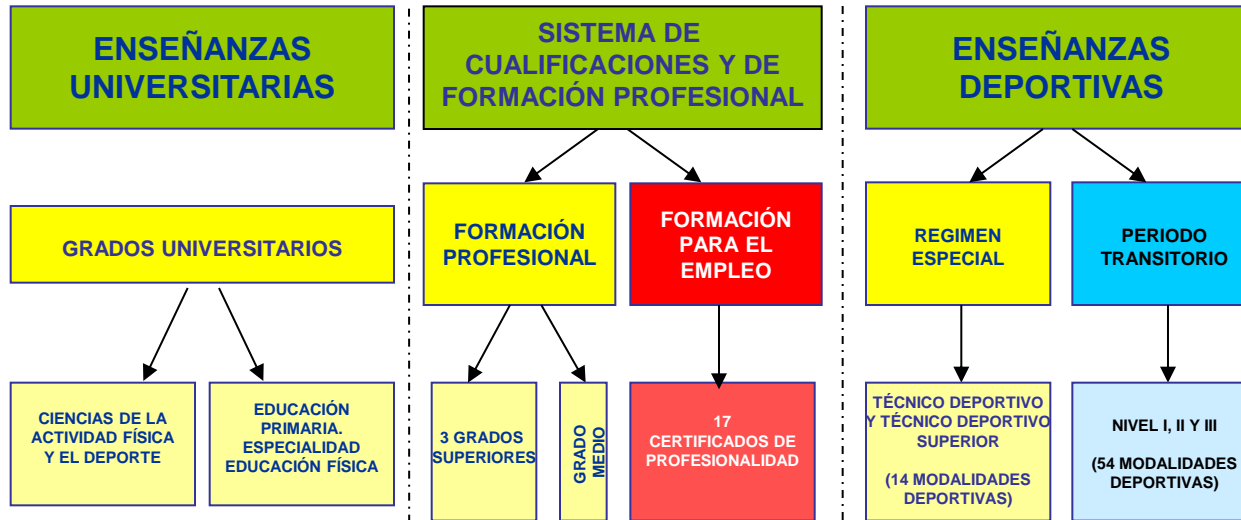 ENSEÑANZAS
UNIVERSITARIAS
SISTEMA DE
CUALIFICACIONES Y DE
FORMACIÓN PROFESIONAL
ENSEÑANZAS
DEPORTIVAS
GRADOS UNIVERSITARIOS
FORMACIÓN
PROFESIONAL
FORMACIÓN
PARA EL
EMPLEO
REGIMEN
ESPECIAL
PERIODO
TRANSITORIO
CIENCIAS DE LA
ACTIVIDAD FÍSICA
Y EL DEPORTE
EDUCACIÓN
PRIMARIA.
ESPECIALIDAD
EDUCACIÓN FÍSICA
3 GRADOS
SUPERIORES
GRADO
MEDIO
17
CERTIFICADOS DE
PROFESIONALIDAD
TÉCNICO DEPORTIVO
Y TÉCNICO DEPORTIVO
SUPERIOR
(14 MODALIDADES
DEPORTIVAS)
NIVEL I, II Y III
(54 MODALIDADES
DEPORTIVAS)